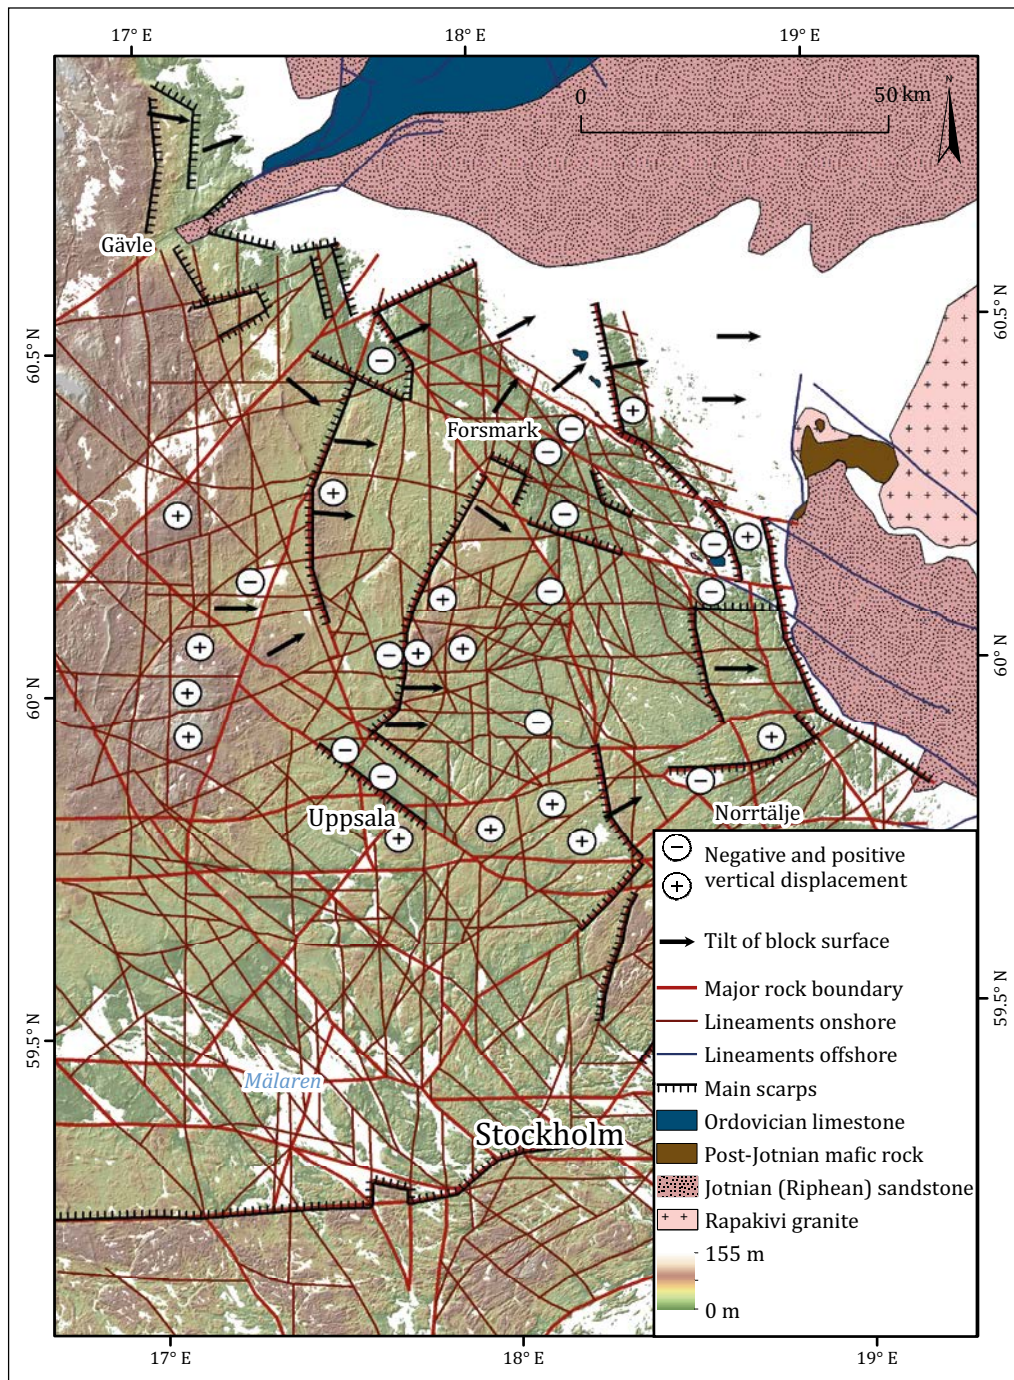 17° E
18° E
19° E
0
50 km
N
Gävle
60.5° N
60.5° N
Forsmark
60° N
60° N
Uppsala
Norrtälje
Negative and positive
vertical displacement
Tilt of block surface
Major rock boundary
Lineaments onshore
Lineaments offshore
Main scarps
Ordovician limestone
Post-Jotnian mafic rock
Jotnian (Riphean) sandstone
Rapakivi granite
155 m
0 m
59.5° N
59.5° N
Mälaren
Stockholm
17° E
18° E
19° E